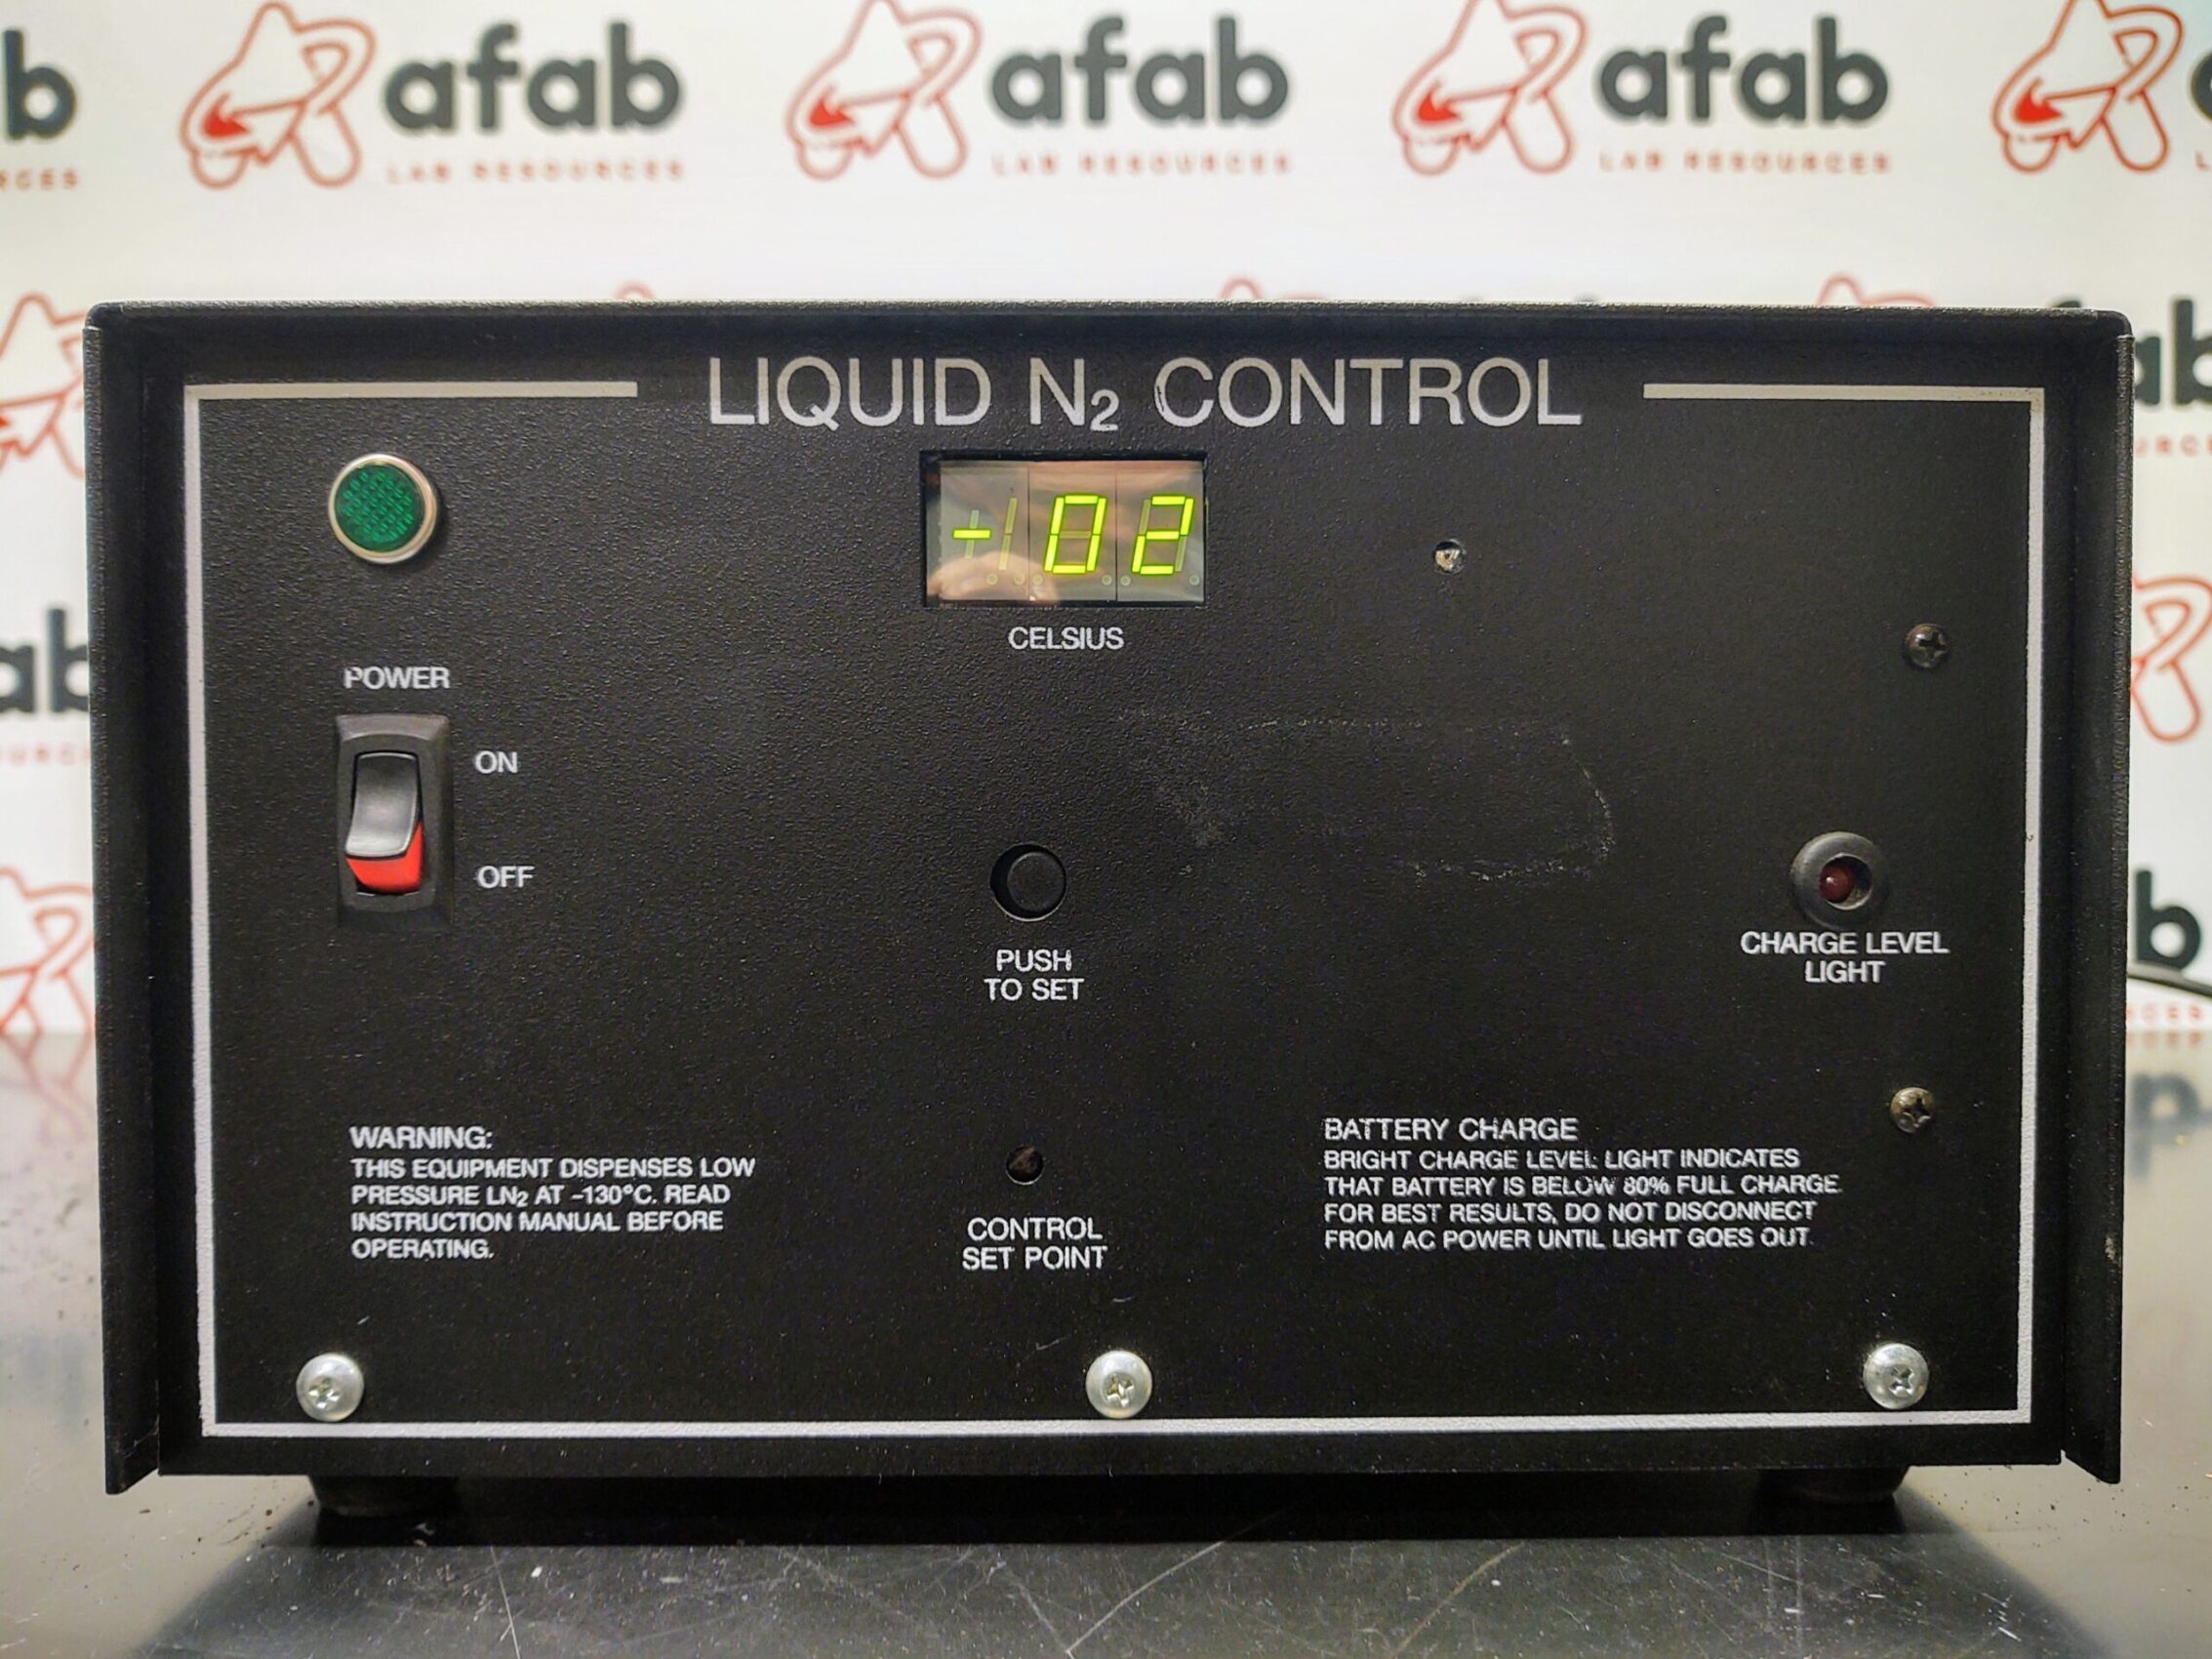 b afab afab afab
RCES LAB RESOURCES LAB RESOURCES LAB RESOURCES
LIQUID N₂ CONTROL
-02
CELSIUS
POWER
ON
OFF
PUSH
TO SET
CHARGE LEVEL
LIGHT
WARNING:
THIS EQUIPMENT DISPENSES LOW
PRESSURE LN₂ AT –130°C. READ
INSTRUCTION MANUAL BEFORE
OPERATING.
CONTROL
SET POINT
BATTERY CHARGE
BRIGHT CHARGE LEVEL LIGHT INDICATES
THAT BATTERY IS BELOW 80% FULL CHARGE.
FOR BEST RESULTS, DO NOT DISCONNECT
FROM AC POWER UNTIL LIGHT GOES OUT.